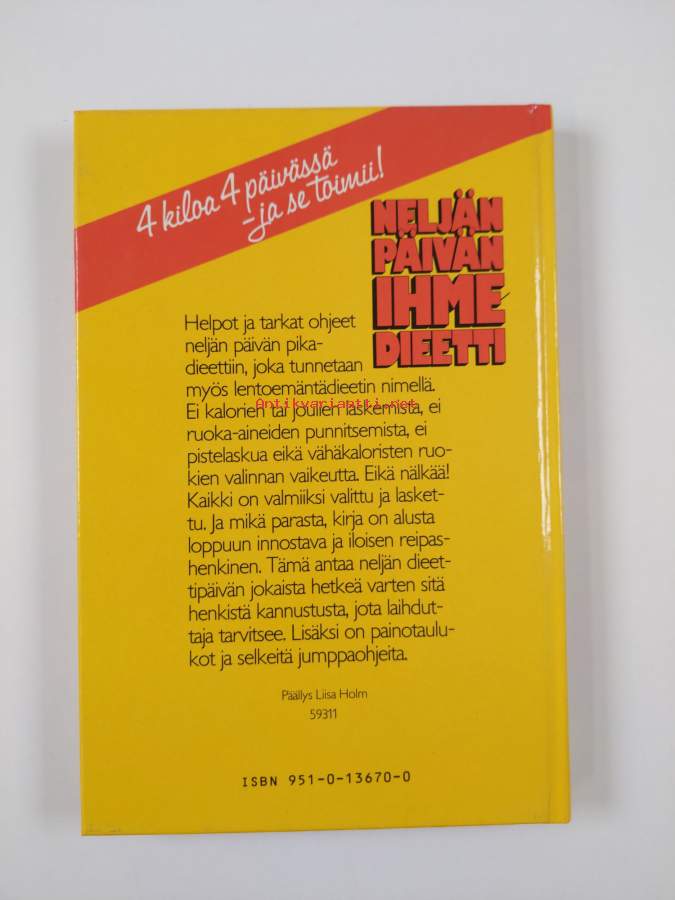 4 kiloa 4 päivässä
-ja se toimii!
NELJÄN
PÄIVÄN
IHME
DIEETTI
Helpot ja tarkat ohjeet
neljän päivän pika-
dieettiin, joka tunnetaan
myös lentoemäntädieetin nimellä.
Antikvariaatti.net
Ei kalorien tai joulien laskemista, ei
ruoka-aineiden punnitsemista, ei
pistelaskua eikä vähäkaloristen ruo-
kien valinnan vaikeutta. Eikä nälkää!
Kaikki on valmiiksi valittu ja lasket-
tu. Ja mikä parasta, kirja on alusta
loppuun innostava ja iloisen reipas-
henkinen. Tämä antaa neljän dieet-
tipäivän jokaista hetkeä varten sitä
henkistä kannustusta, jota laihdut-
taja tarvitsee. Lisäksi on painotaulu-
kot ja selkeitä jumppaohjeita.
Päällys Liisa Holm
59311
ISBN 951-0-13670-0